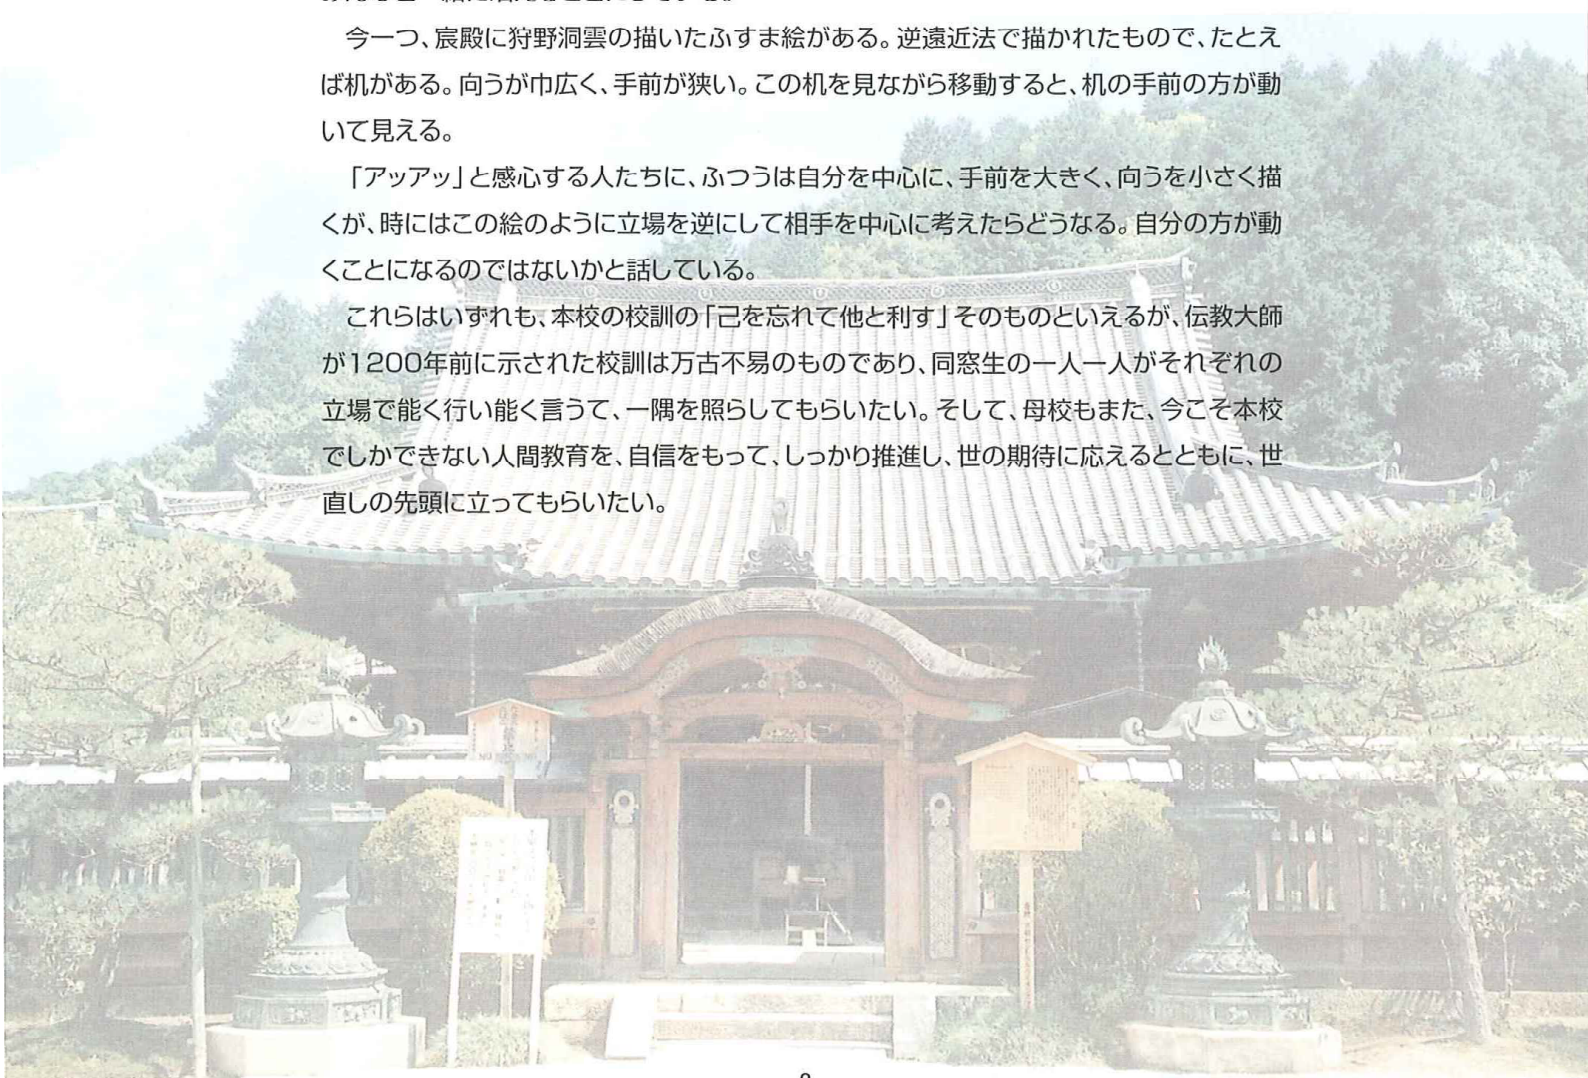 今一つ、宸殿に狩野洞雲の描いたふすま絵がある。逆遠近法で描かれたもので、たとえ
ば机がある。向うが巾広く、手前が狭い。この机を見ながら移動すると、机の手前の方が動
いて見える。
「アッアッ」と感心する人たちに、ふつうは自分を中心に、手前を大きく、向うを小さく描
くが、時にはこの絵のように立場を逆にして相手を中心に考えたらどうなる。自分の方が動
くことになるのではないかと話している。
これらはいずれも、本校の校訓の「己を忘れて他と利す」そのものといえるが、伝教大師
が1200年前に示された校訓は万古不易のものであり、同窓生の一人一人がそれぞれの
立場で能く行い能く言うて、一隅を照らしてもらいたい。そして、母校もまた、今こそ本校
でしかできない人間教育を、自信をもって、しっかり推進し、世の期待に応えるとともに、世
直しの先頭に立ってもらいたい。